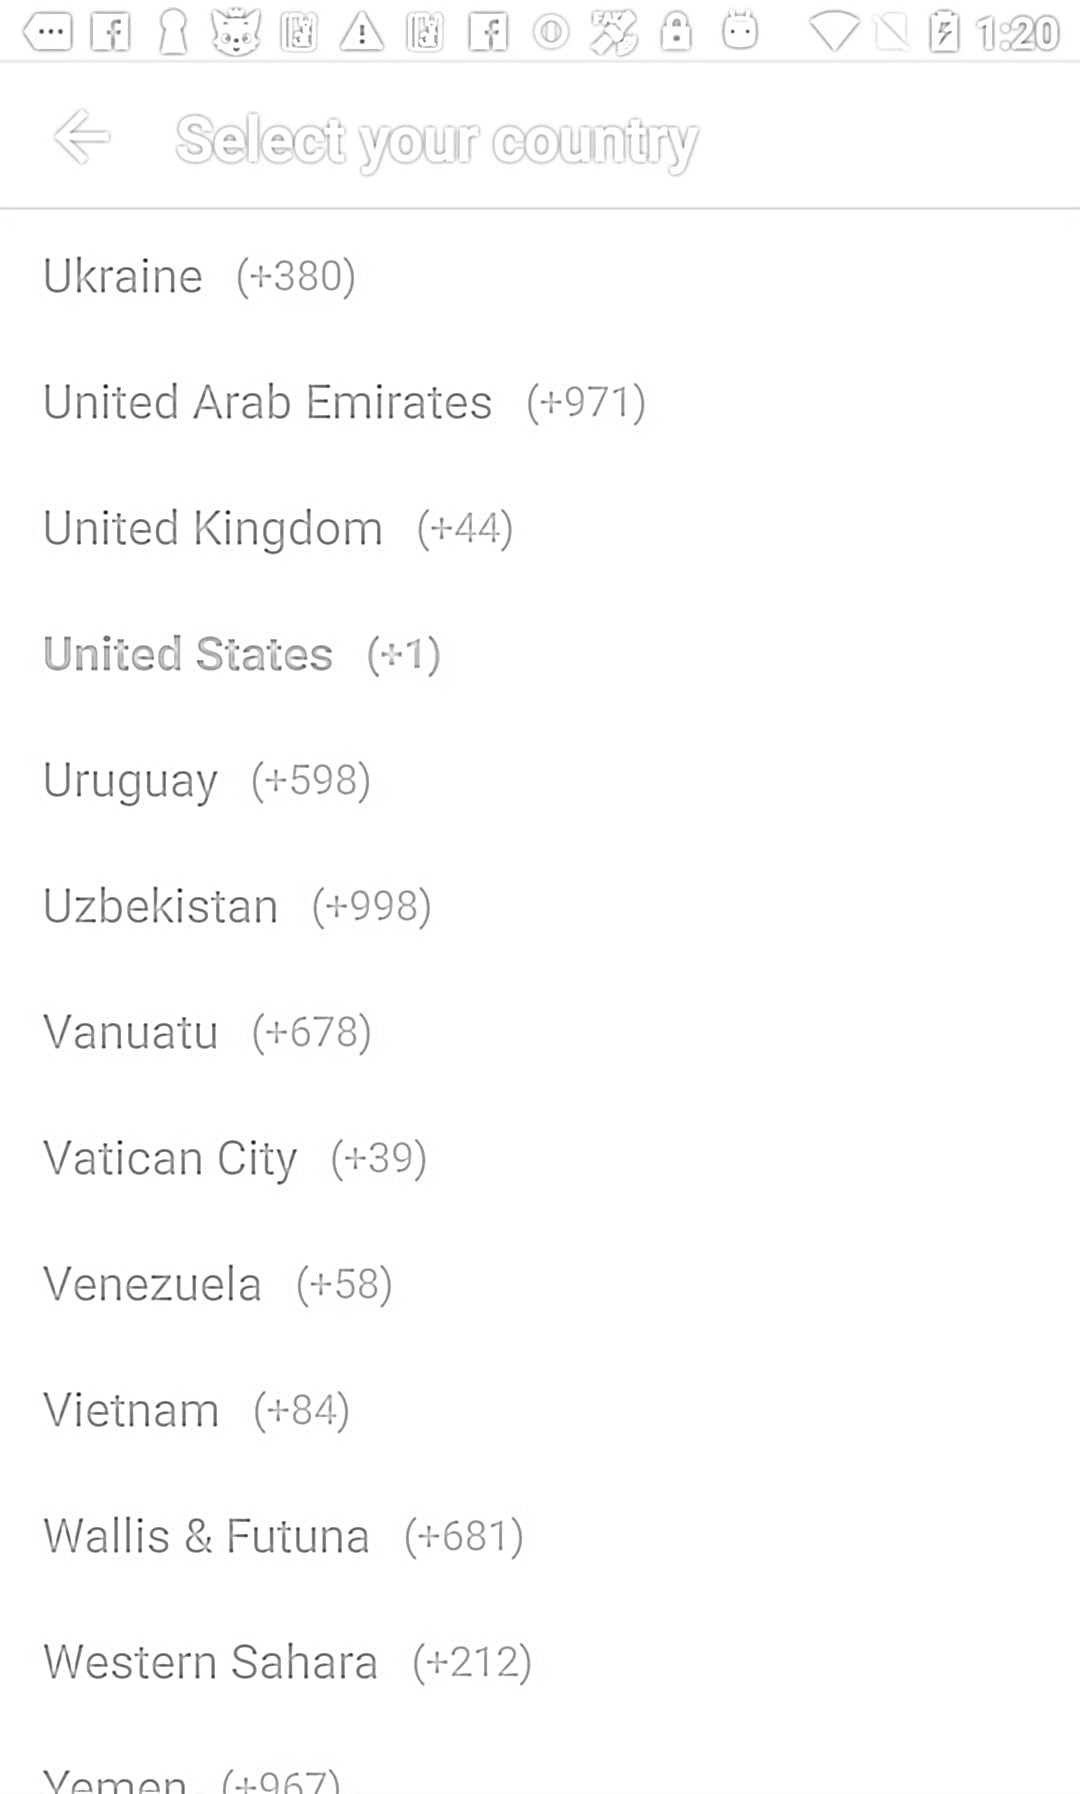 1:20
Select your country
Ukraine (+380)
United Arab Emirates (+971)
United Kingdom (+44)
United States (+1)
Uruguay (+598)
Uzbekistan (+998)
Vanuatu (+678)
Vatican City (+39)
Venezuela (+58)
Vietnam (+84)
Wallis & Futuna (+681)
Western Sahara (+212)
Yemen (+967)